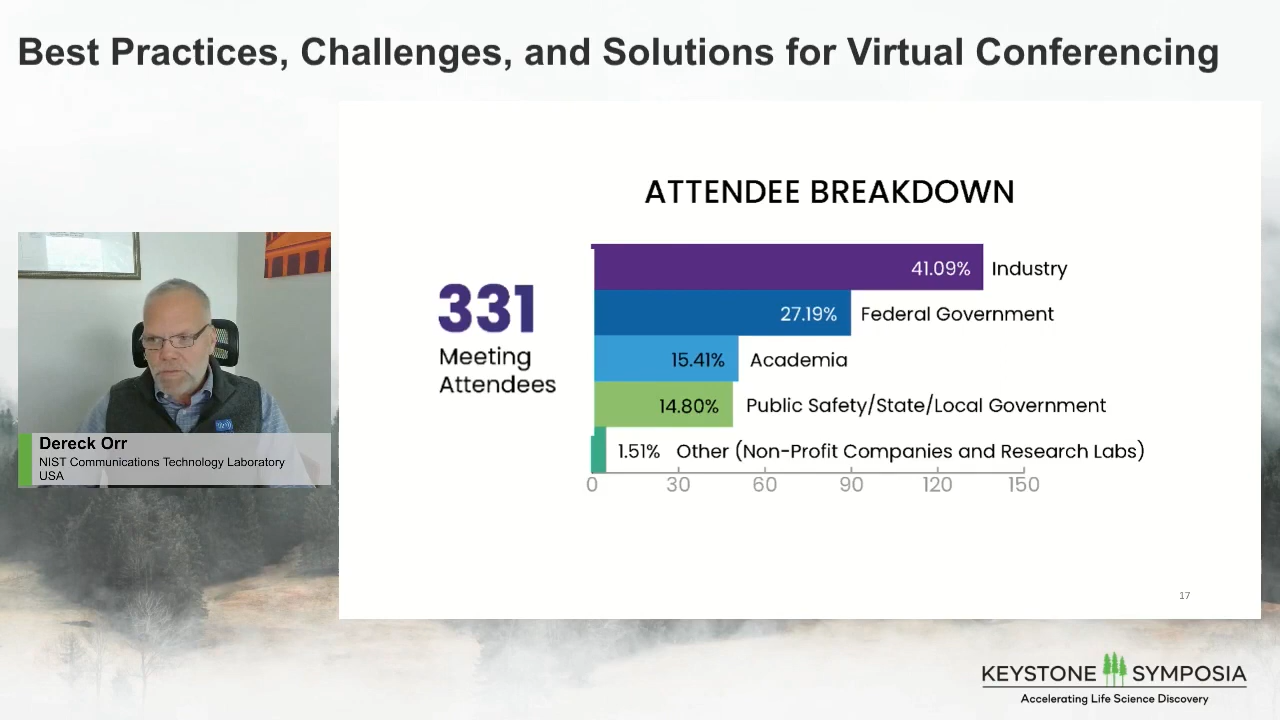 Best Practices, Challenges, and Solutions for Virtual Conferencing
ATTENDEE BREAKDOWN
331
Meeting
Attendees
41.09% Industry
27.19% Federal Government
15.41% Academia
14.80% Public Safety/State/Local Government
1.51% Other (Non-Profit Companies and Research Labs)
0 30 60 90 120 150
17
Dereck Orr
NIST Communications Technology Laboratory
USA
KEYSTONE SYMPOSIA
Accelerating Life Science Discovery